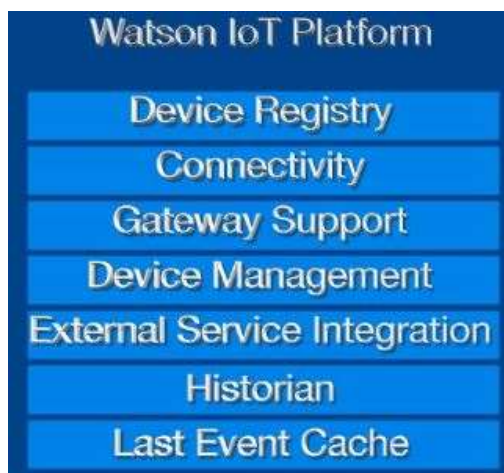 Watson IoT Platform
Device Registry
Connectivity
Gateway Support
Device Management
External Service Integration
Historian
Last Event Cache